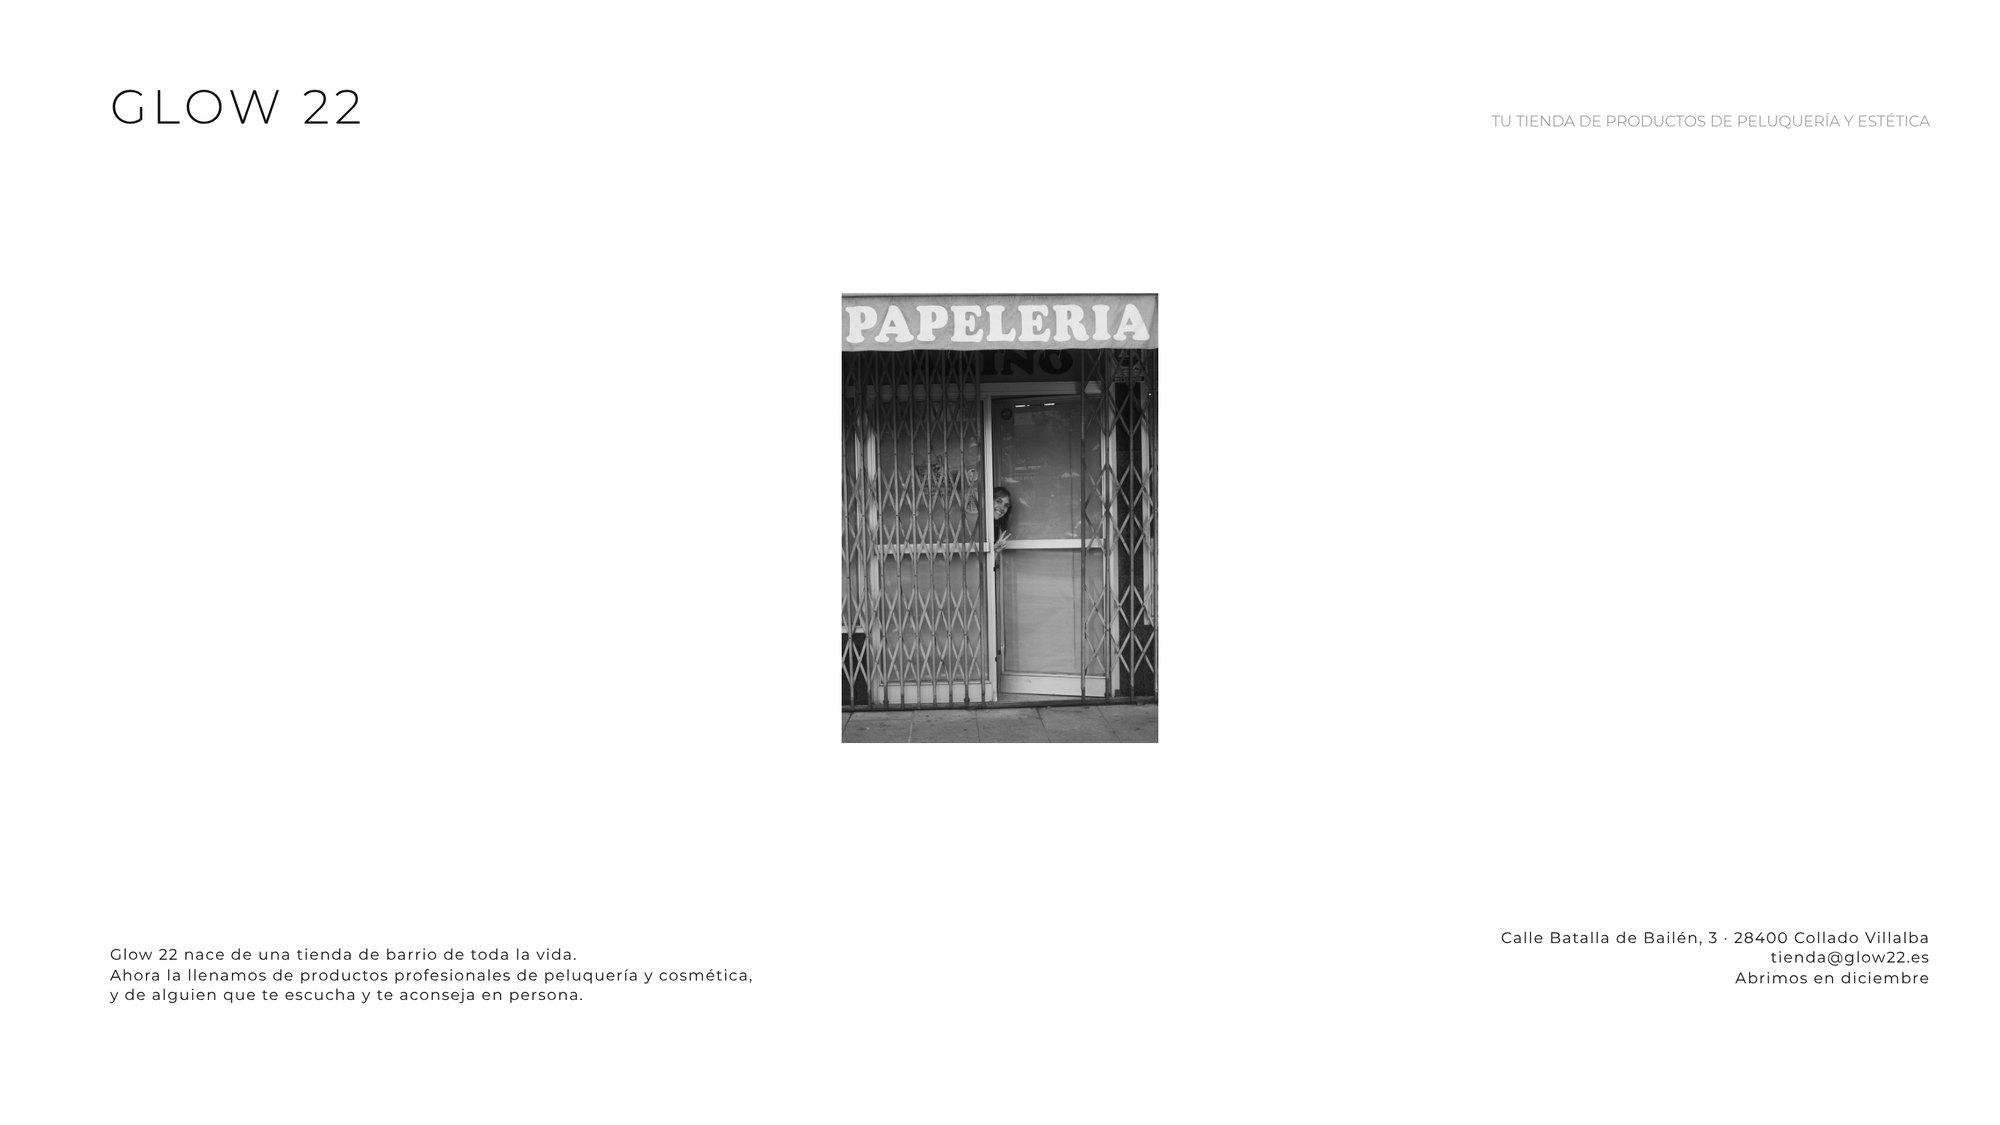 GLOW 22
TU TIENDA DE PRODUCTOS DE PELUQUERÍA Y ESTÉTICA
PAPELERIA
Glow 22 nace de una tienda de barrio de toda la vida.
Ahora la llenamos de productos profesionales de peluquería y cosmética,
y de alguien que te escucha y te aconseja en persona.
Calle Batalla de Bailén, 3 · 28400 Collado Villalba
tienda@glow22.es
Abrimos en diciembre